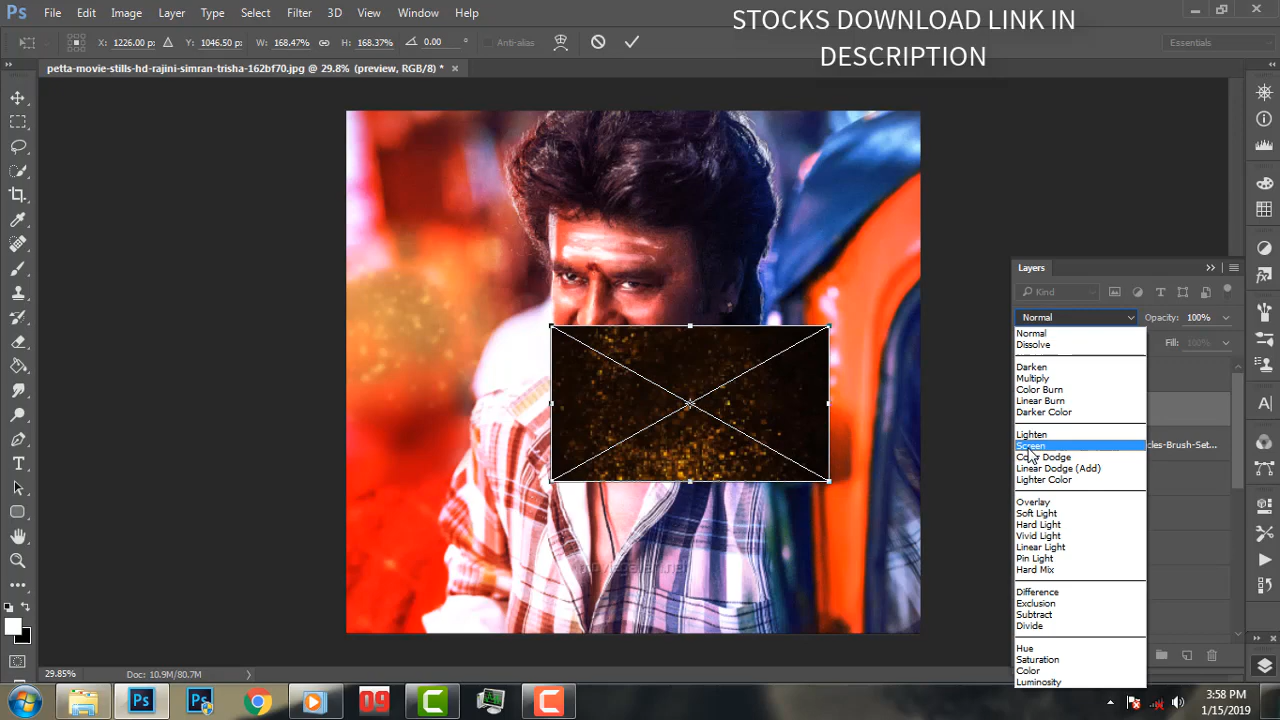 STOCKS DOWNLOAD LINK IN
DESCRIPTION
Ps File Edit Image Layer Type Select Filter 3D View Window Help
X: 1226.00 p: Y: 1046.50 p: W: 168.47% H: 168.37% 0.00 ° Anti-alias Essentials
petta-movie-stills-hd-rajini-simran-trisha-162bf70.jpg @ 29.8% (preview, RGB/8) * ×
Layers
Kind
Normal Opacity: 100%
Fill: 100%
Normal
Dissolve
Darken
Multiply
Color Burn
Linear Burn
Darker Color
Lighten
Screen
cles-Brush-Set...
Color Dodge
Linear Dodge (Add)
Lighter Color
Overlay
Soft Light
Hard Light
Vivid Light
Linear Light
Pin Light
Hard Mix
Difference
Exclusion
Subtract
Divide
Hue
Saturation
Color
Luminosity
29.85% Doc: 10.9M/80.7M
Ps Ps 09 C C
3:58 PM
1/15/2019